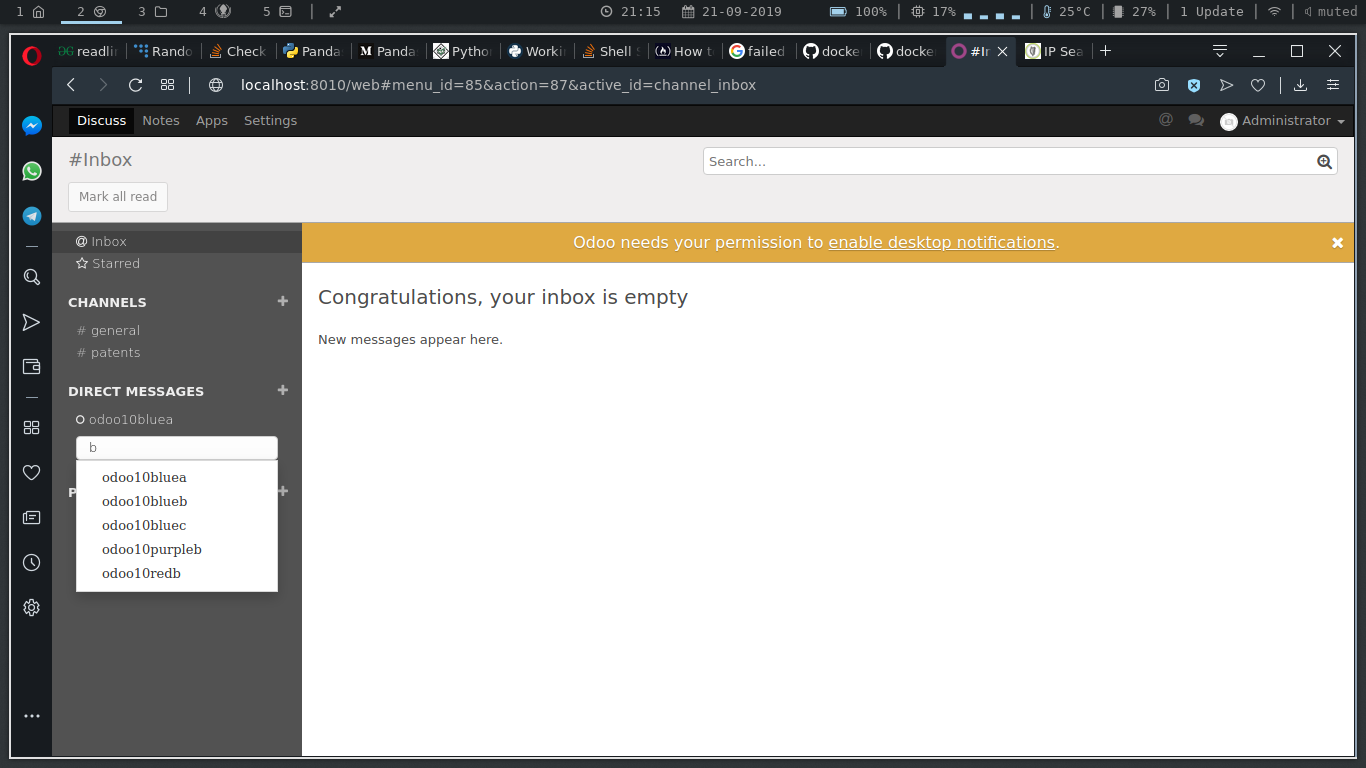 1 2 3 4 5 21:15 21-09-2019 100% 17% 25°C 27% 1 Update muted
readli Rando Check Pandas Panda Pytho Worki Shell S How t failed docke docke #Ir IP Sea
localhost:8010/web#menu_id=85&action=87&active_id=channel_inbox
Discuss Notes Apps Settings Administrator
#Inbox
Search...
Mark all read
Inbox
Starred
CHANNELS
# general
# patents
DIRECT MESSAGES
odoo10bluea
b
odoo10bluea
odoo10blueb
odoo10bluec
odoo10purpleb
odoo10redb
P
Odoo needs your permission to enable desktop notifications.
Congratulations, your inbox is empty
New messages appear here.